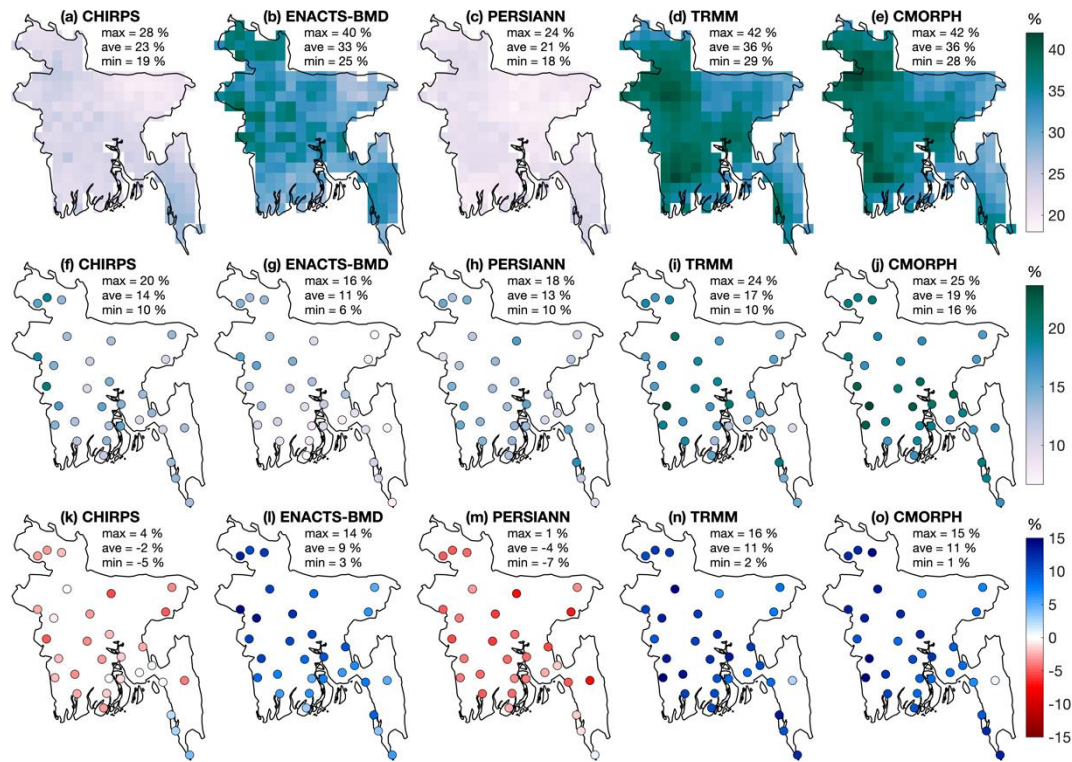 (a) CHIRPS
max = 28 %
ave = 23 %
min = 19 %
(b) ENACTS-BMD
max = 40 %
ave = 33 %
min = 25 %
(c) PERSIANN
max = 24 %
ave = 21 %
min = 18 %
(d) TRMM
max = 42 %
ave = 36 %
min = 29 %
(e) CMORPH
max = 42 %
ave = 36 %
min = 28 %
%
40
35
30
25
20
(f) CHIRPS
max = 20 %
ave = 14 %
min = 10 %
(g) ENACTS-BMD
max = 16 %
ave = 11 %
min = 6 %
(h) PERSIANN
max = 18 %
ave = 13 %
min = 10 %
(i) TRMM
max = 24 %
ave = 17 %
min = 10 %
(j) CMORPH
max = 25 %
ave = 19 %
min = 16 %
%
20
15
10
(k) CHIRPS
max = 4 %
ave = -2 %
min = -5 %
(l) ENACTS-BMD
max = 14 %
ave = 9 %
min = 3 %
(m) PERSIANN
max = 1 %
ave = -4 %
min = -7 %
(n) TRMM
max = 16 %
ave = 11 %
min = 2 %
(o) CMORPH
max = 15 %
ave = 11 %
min = 1 %
%
15
10
5
0
-5
-10
-15